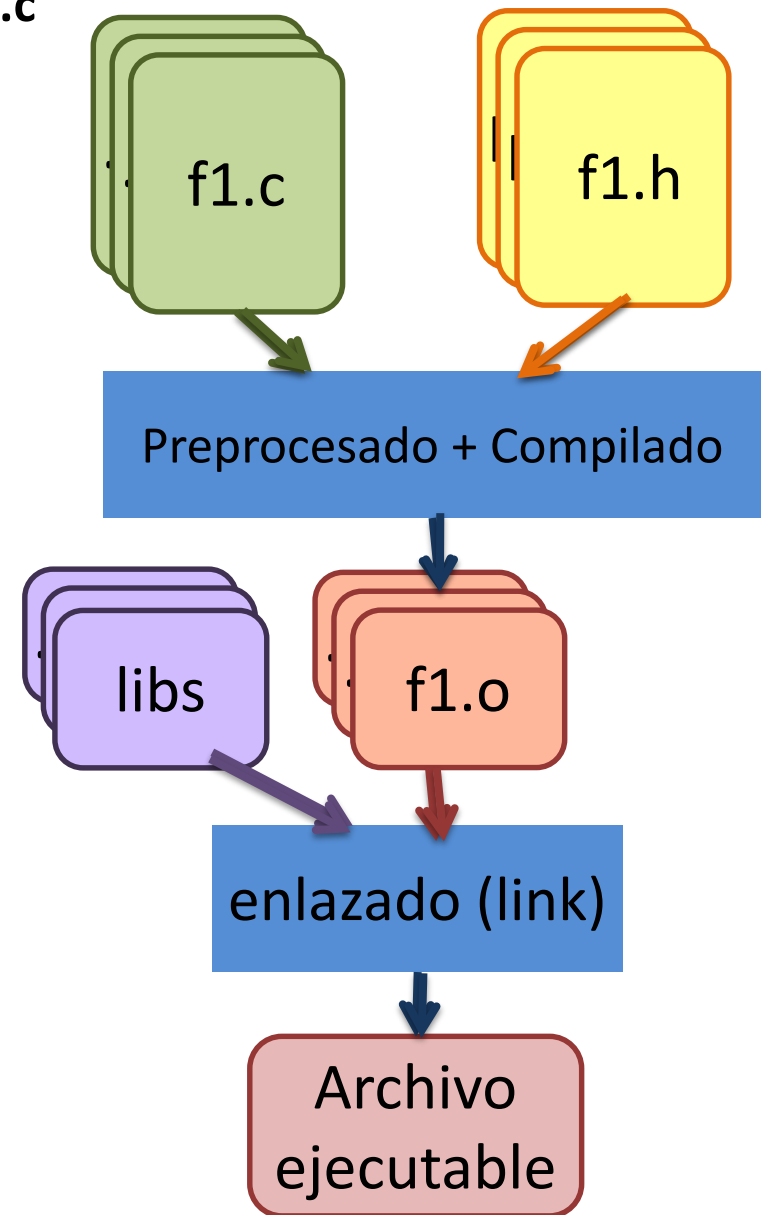 .c
f1.c
f1.h
Preprocesado + Compilado
libs
f1.o
enlazado (link)
Archivo
ejecutable